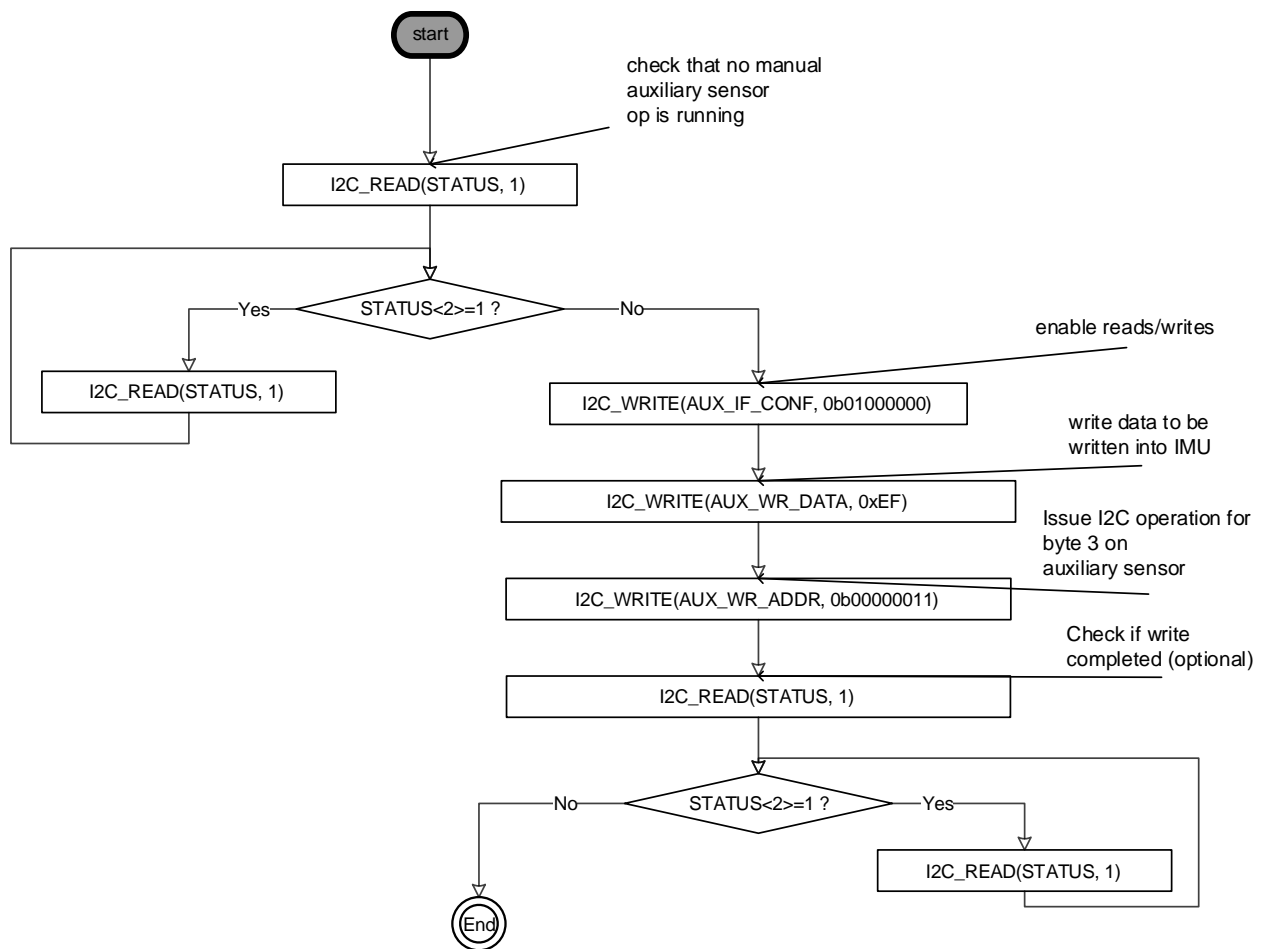 start
check that no manual
auxiliary sensor
op is running
I2C_READ(STATUS, 1)
STATUS<2>=1 ?
Yes
No
I2C_READ(STATUS, 1)
enable reads/writes
I2C_WRITE(AUX_IF_CONF, 0b01000000)
write data to be
written into IMU
I2C_WRITE(AUX_WR_DATA, 0xEF)
Issue I2C operation for
byte 3 on
auxiliary sensor
I2C_WRITE(AUX_WR_ADDR, 0b00000011)
Check if write
completed (optional)
I2C_READ(STATUS, 1)
No
STATUS<2>=1 ?
Yes
I2C_READ(STATUS, 1)
End